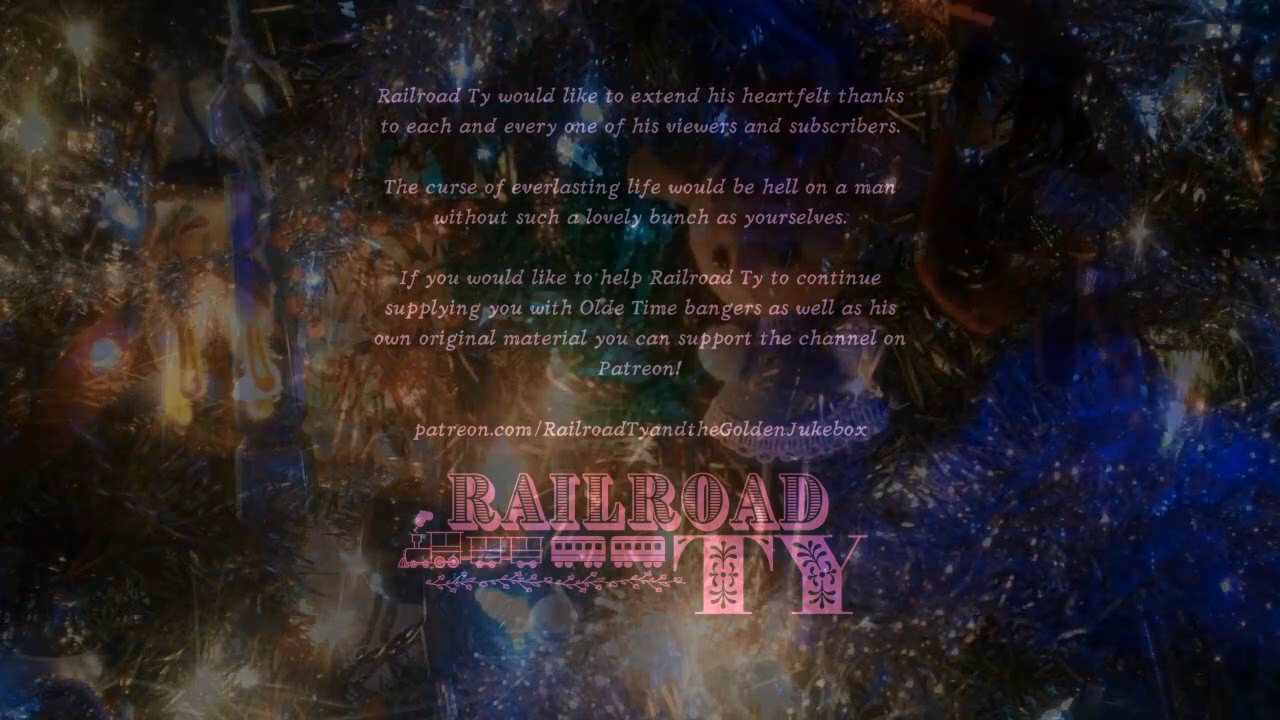 Railroad Ty would like to extend his heartfelt thanks
to each and every one of his viewers and subscribers.
The curse of everlasting life would be hell on a man
without such a lovely bunch as yourselves.
If you would like to help Railroad Ty to continue
supplying you with Olde Time bangers as well as his
own original material you can support the channel on
Patreon!
patreon.com/RailroadTyandtheGoldenJukebox
RAILROAD
TY